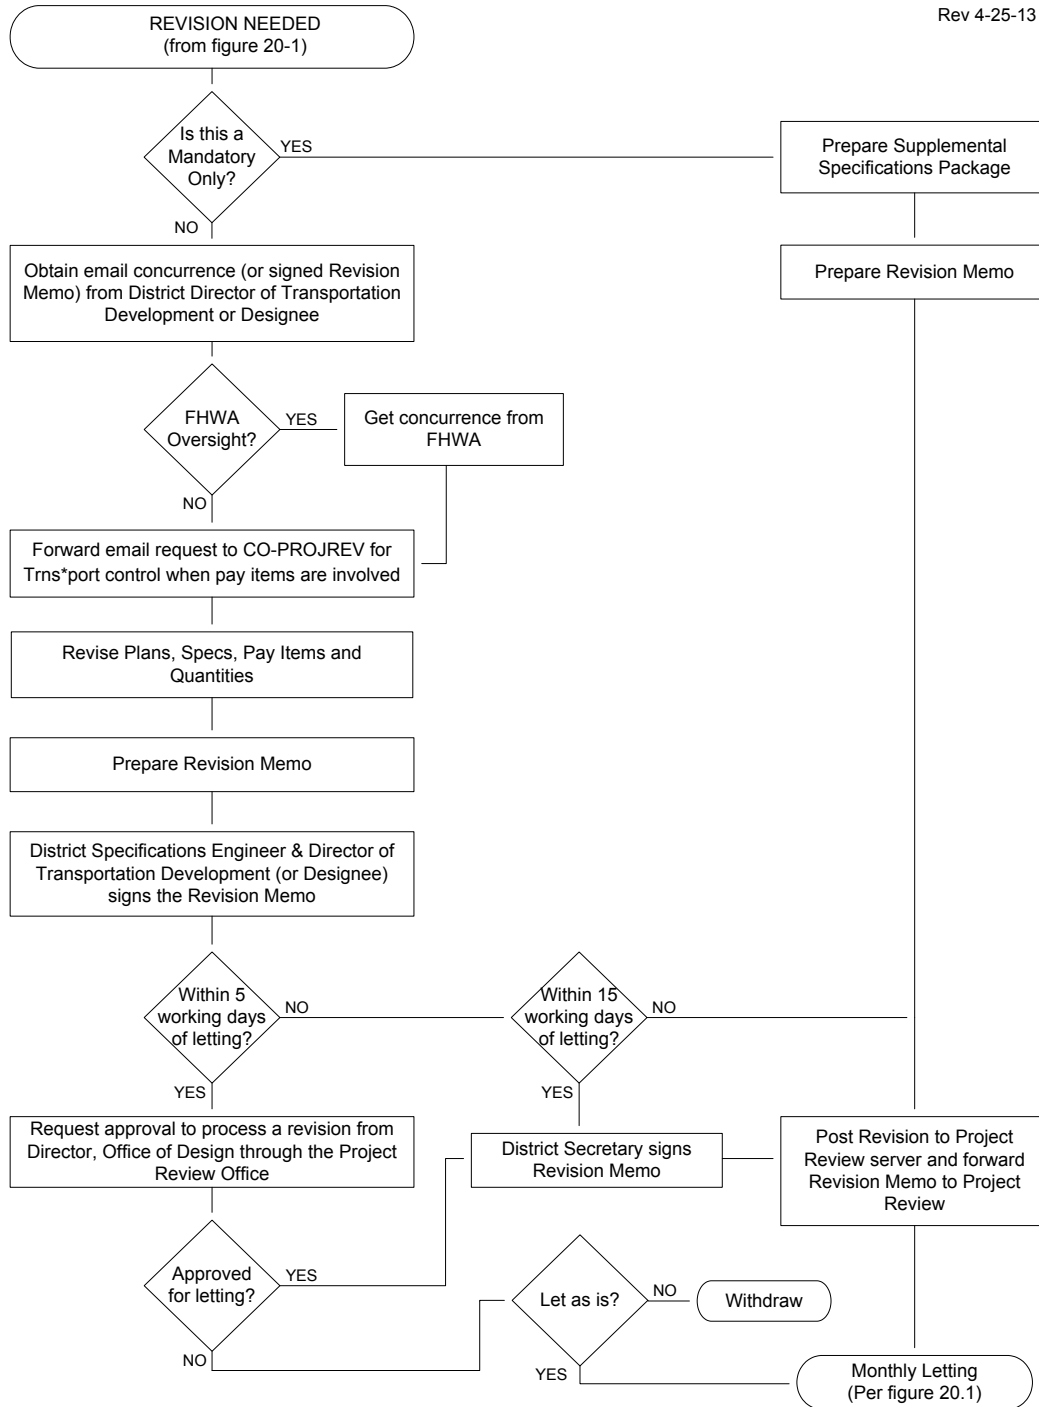 Rev 4-25-13
REVISION NEEDED
(from figure 20-1)
Is this a
Mandatory
Only?
YES
NO
Prepare Supplemental
Specifications Package
Prepare Revision Memo
Obtain email concurrence (or signed Revision
Memo) from District Director of Transportation
Development or Designee
FHWA
Oversight?
YES
NO
Get concurrence from
FHWA
Forward email request to CO-PROJREV for
Trns*port control when pay items are involved
Revise Plans, Specs, Pay Items and
Quantities
Prepare Revision Memo
District Specifications Engineer & Director of
Transportation Development (or Designee)
signs the Revision Memo
Within 5
working days
of letting?
NO
YES
Within 15
working days
of letting?
NO
YES
Request approval to process a revision from
Director, Office of Design through the Project
Review Office
District Secretary signs
Revision Memo
Post Revision to Project
Review server and forward
Revision Memo to Project
Review
Approved
for letting?
YES
NO
Let as is?
NO
YES
Withdraw
Monthly Letting
(Per figure 20.1)